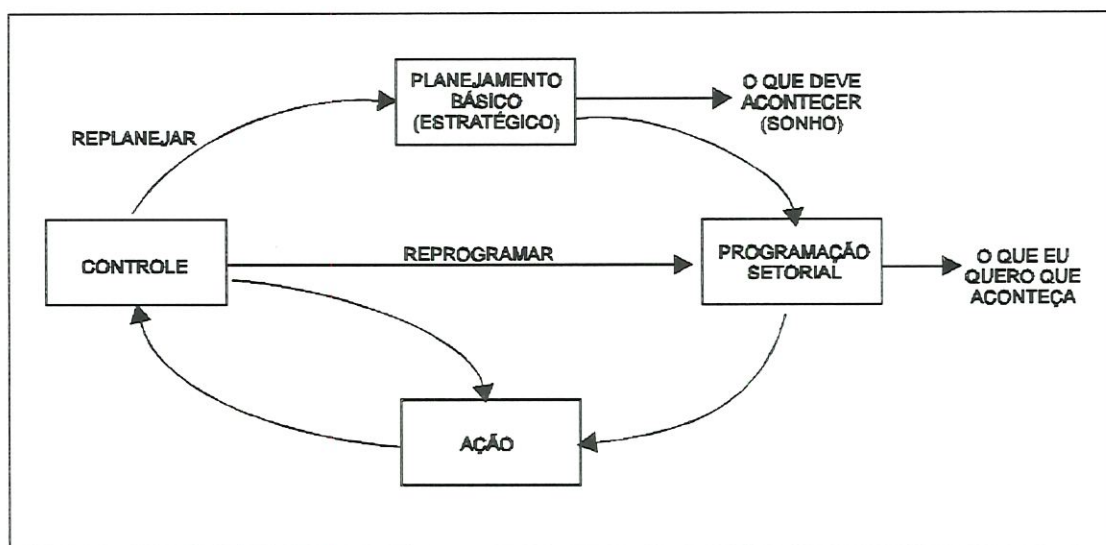 PLANEJAMENTO
BÁSICO
(ESTRATÉGICO)
O QUE DEVE
ACONTECER
(SONHO)
REPLANEJAR
CONTROLE
REPROGRAMAR
PROGRAMAÇÃO
SETORIAL
O QUE EU
QUERO QUE
ACONTEÇA
AÇÃO